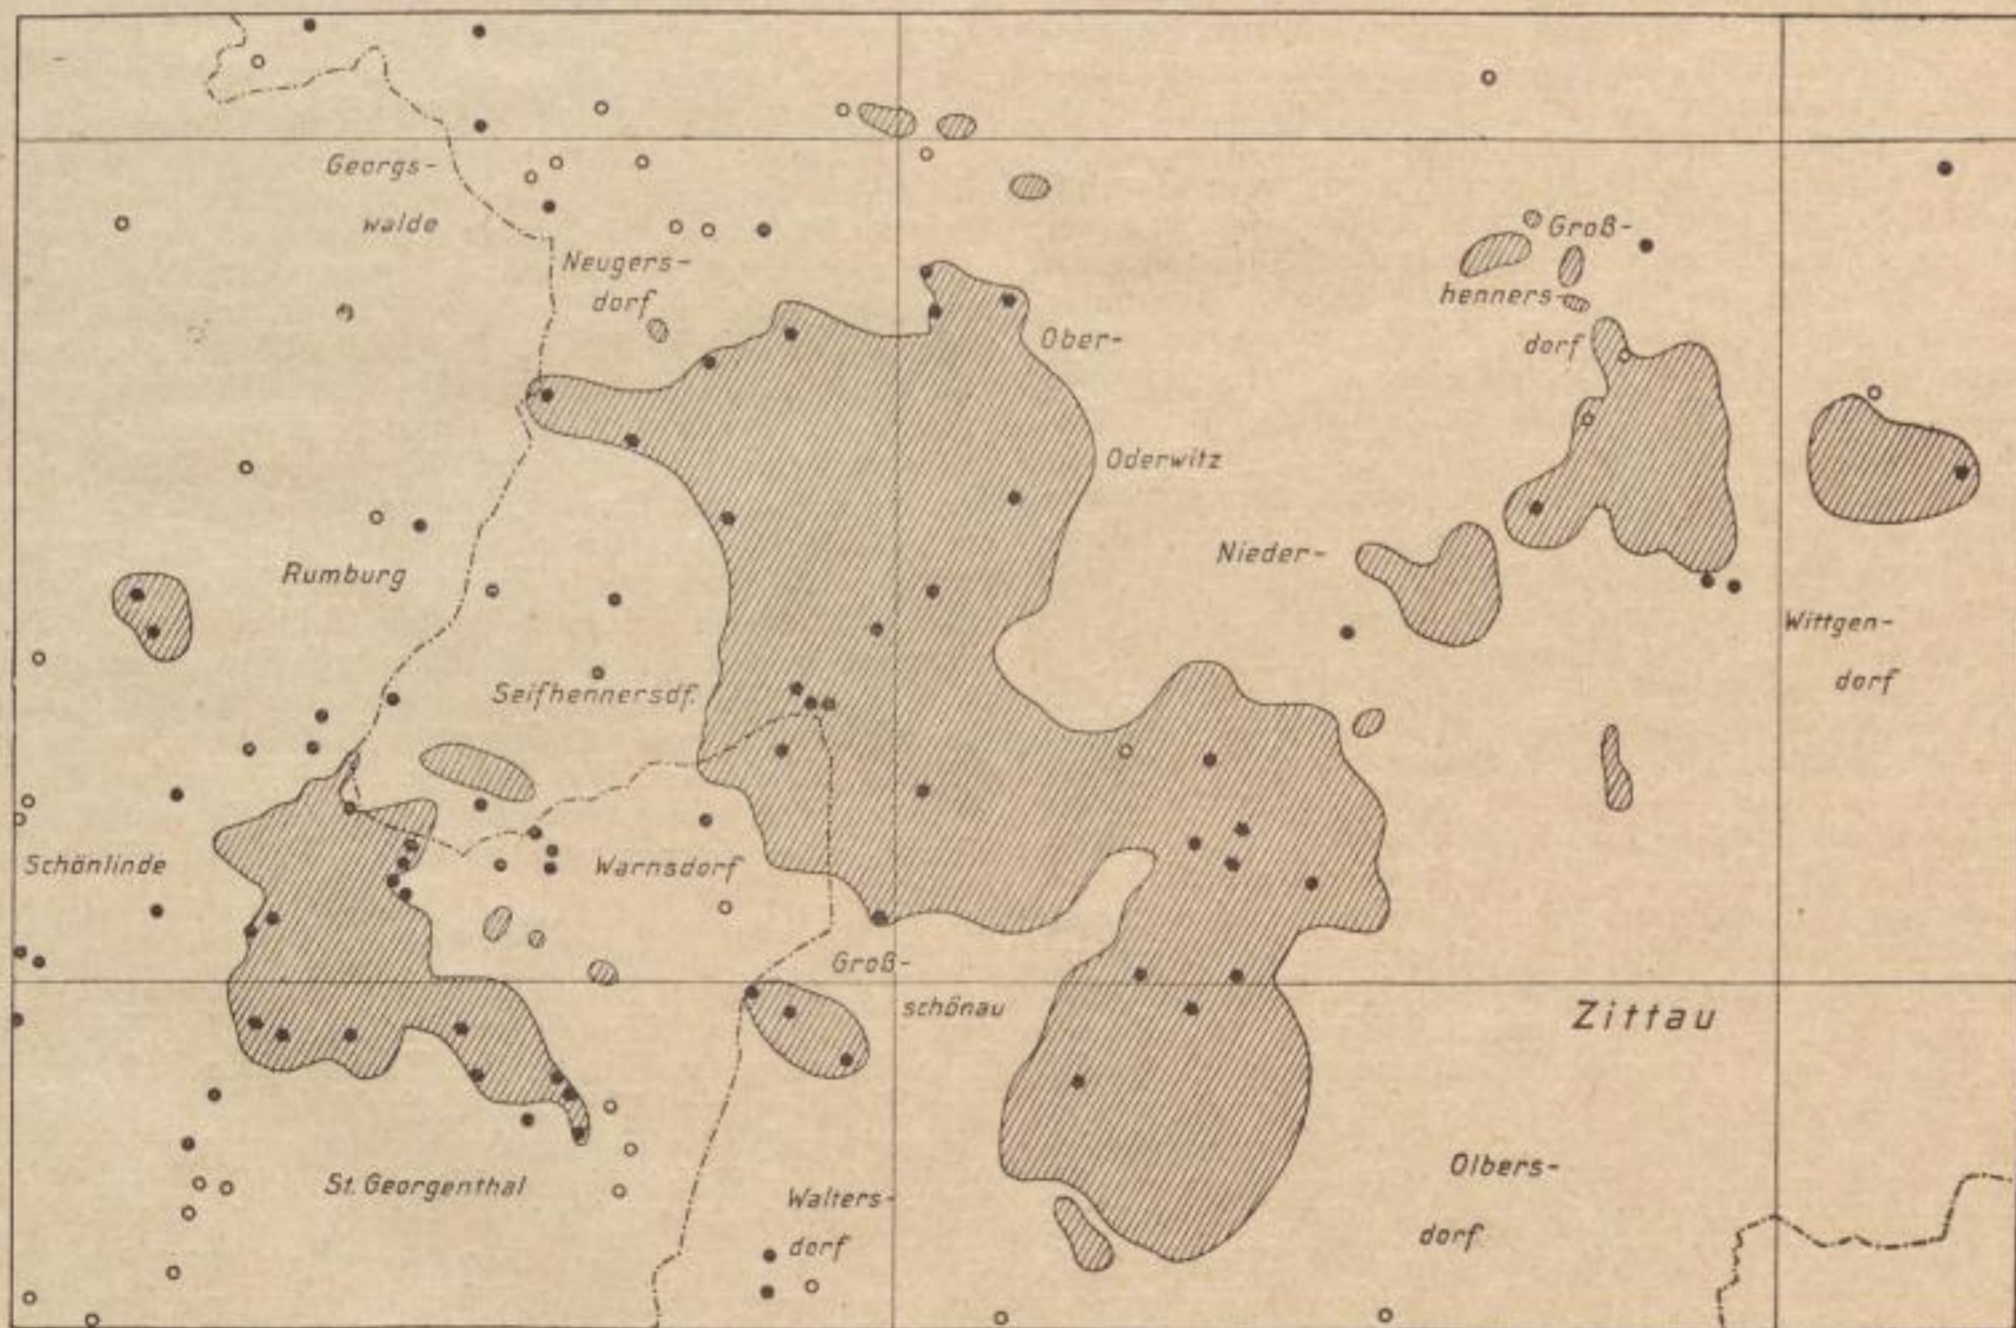 Georgs-
walde
Neugers-
dorf
Groß-
henners-
dorf
Ober-
Oderwitz
Nieder-
Rumburg
Wittgen-
dorf
Seifhennersdf.
Schönlinde
Warnsdorf
Groß-
schönau
Zittau
St. Georgenthal
Walters-
dorf
Olbers-
dorf